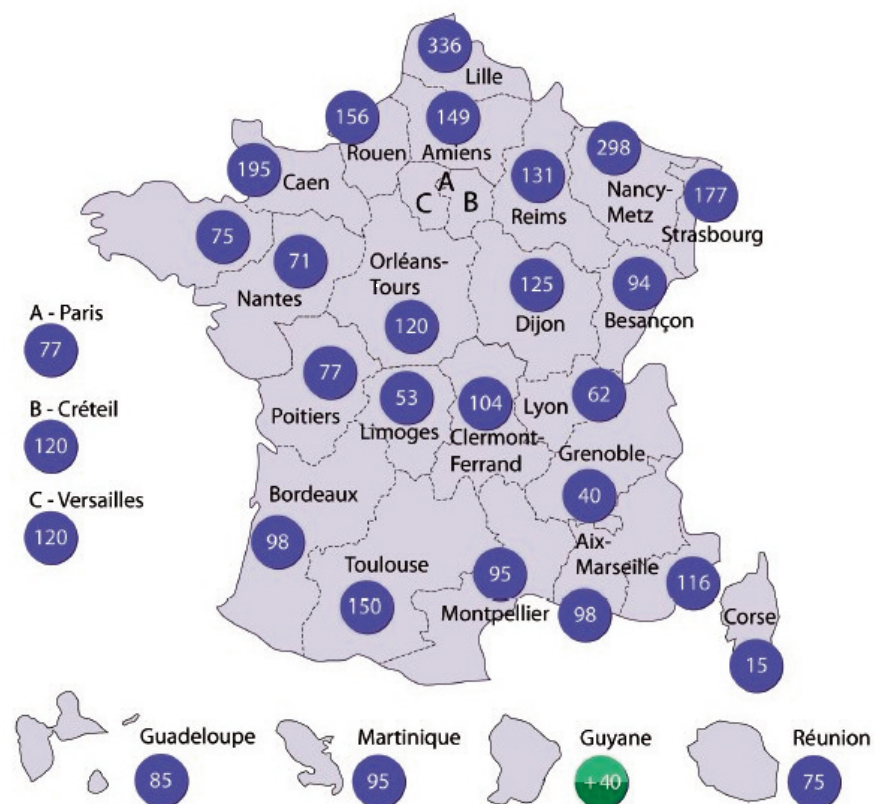 336
Lille
156
149
Rouen
Amiens
298
195
Caen
A
C
B
131
Reims
Nancy-
Metz
177
Strasbourg
75
71
Nantes
Orléans-
Tours
120
125
Dijon
94
Besançon
A - Paris
77
77
Poitiers
53
Limoges
104
Clermont-
Ferrand
Lyon
62
B - Créteil
120
Grenoble
40
C - Versailles
120
Bordeaux
98
Toulouse
150
95
Montpellier
Aix-
Marseille
98
116
Corse
15
Guadeloupe
85
Martinique
95
Guyane
+40
Réunion
75